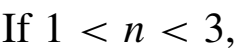 If 1 < n < 3,